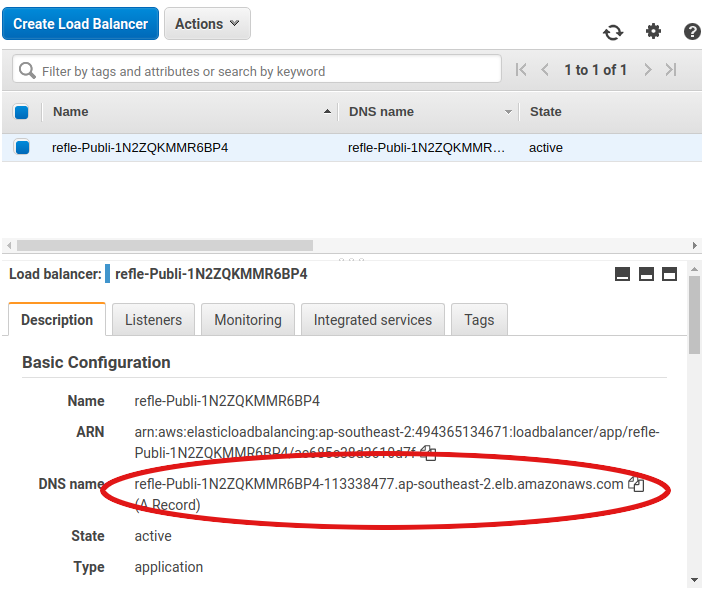 Create Load Balancer Actions
Filter by tags and attributes or search by keyword 1 to 1 of 1
Name DNS name State
refle-Publi-1N2ZQKMMR6BP4 refle-Publi-1N2ZQKMMR... active
Load balancer: refle-Publi-1N2ZQKMMR6BP4
Description Listeners Monitoring Integrated services Tags
Basic Configuration
Name refle-Publi-1N2ZQKMMR6BP4
ARN arn:aws:elasticloadbalancing:ap-southeast-2:494365134671:loadbalancer/app/refle-
DNS name refle-Publi-1N2ZQKMMR6BP4-113338477.ap-southeast-2.elb.amazonaws.com
(A Record)
State active
Type application